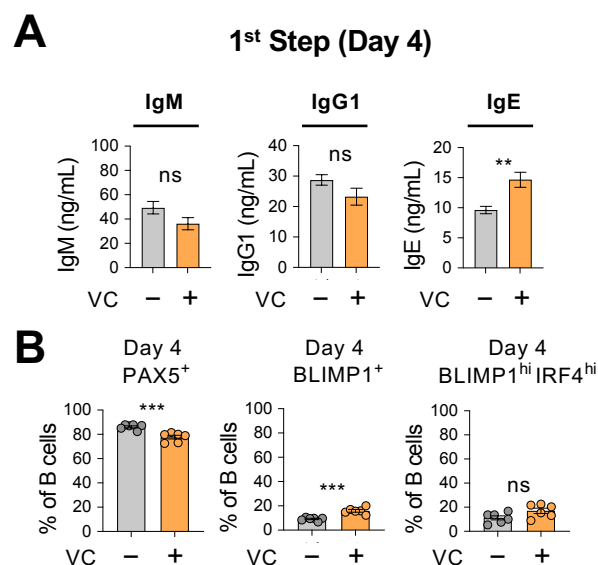 A
1st Step (Day 4)
IgM
IgG1
IgE
ns
ns
**
IgM (ng/mL)
100
80
60
40
20
0
IgG1 (ng/mL)
40
30
20
10
0
IgE (ng/mL)
20
15
10
5
0
VC – +
VC – +
VC – +
B
Day 4
PAX5+
Day 4
BLIMP1+
Day 4
BLIMP1hi IRF4hi
***
***
ns
% of B cells
100
80
60
40
20
0
% of B cells
100
80
60
40
20
0
% of B cells
100
80
60
40
20
0
VC – +
VC – +
VC – +